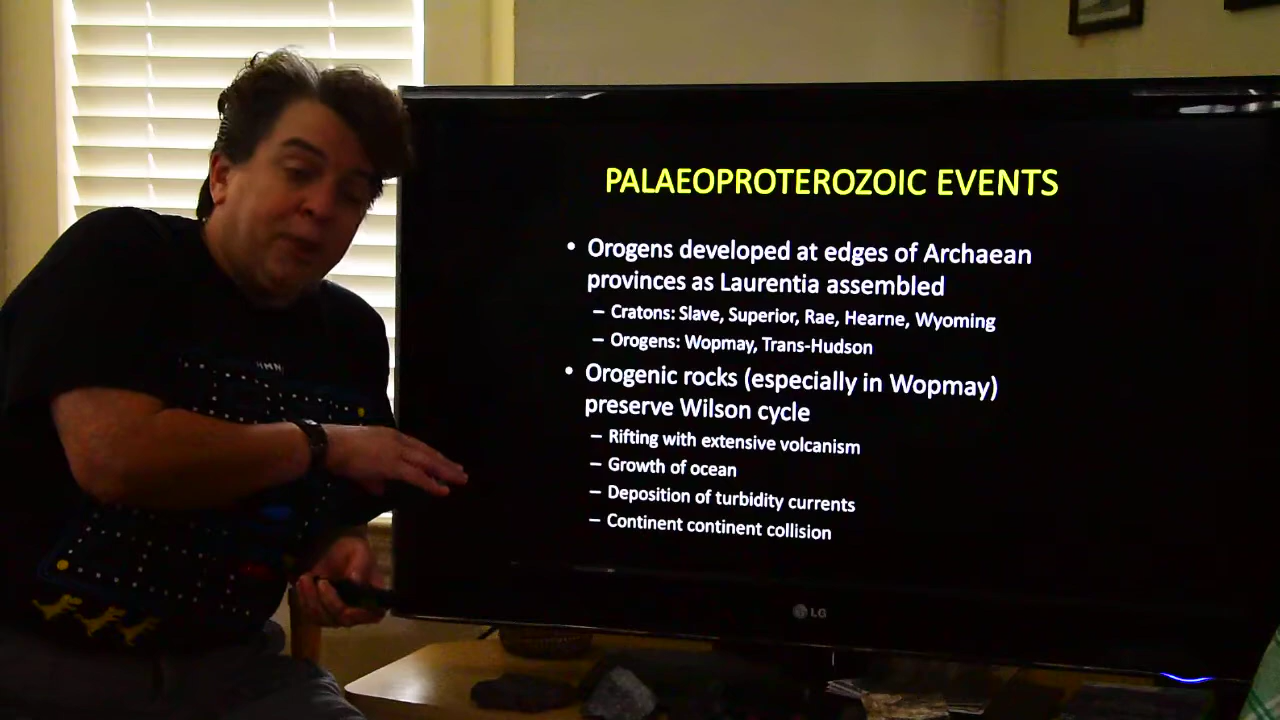 PALAEOPROTEROZOIC EVENTS
• Orogens developed at edges of Archaean
provinces as Laurentia assembled
– Cratons: Slave, Superior, Rae, Hearne, Wyoming
– Orogens: Wopmay, Trans-Hudson
• Orogenic rocks (especially in Wopmay)
preserve Wilson cycle
– Rifting with extensive volcanism
– Growth of ocean
– Deposition of turbidity currents
– Continent continent collision
LG